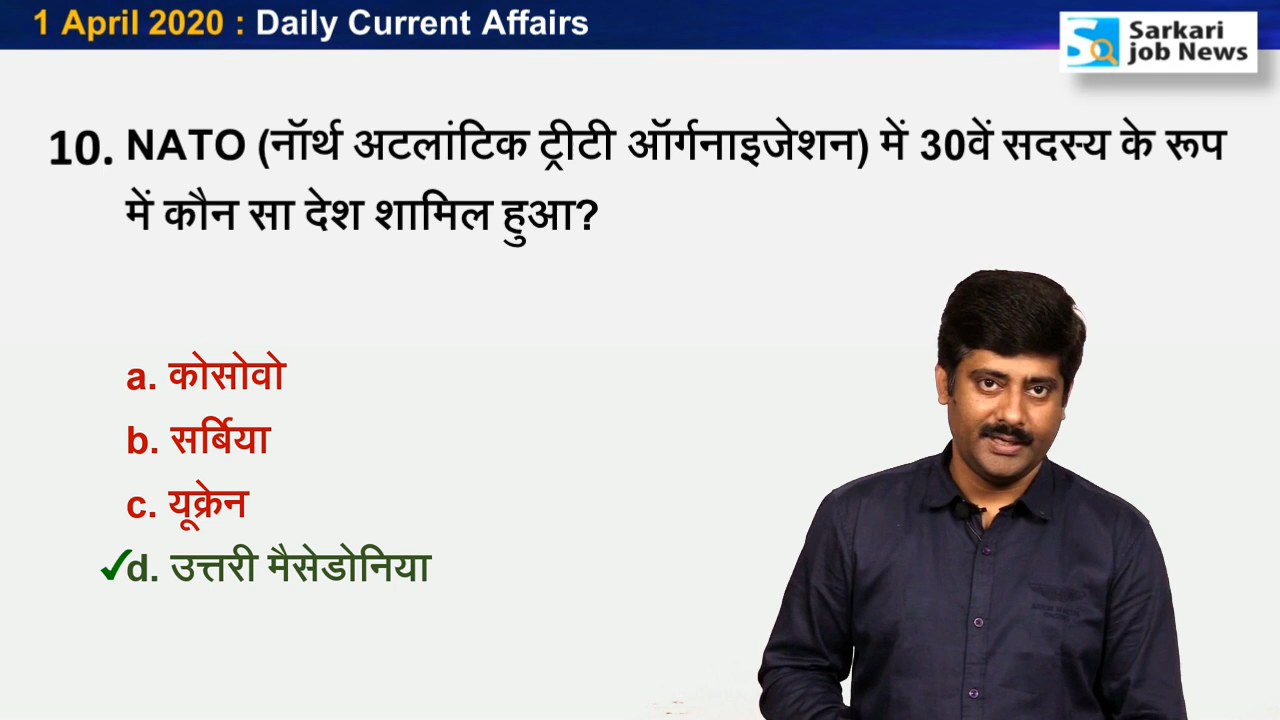 1 April 2020 : Daily Current Affairs
Sarkari
job News
10. NATO (नॉर्थ अटलांटिक ट्रीटी ऑर्गनाइजेशन) में 30वें सदस्य के रूप
में कौन सा देश शामिल हुआ?
a. कोसोवो
b. सर्बिया
c. यूक्रेन
✓d. उत्तरी मैसेडोनिया